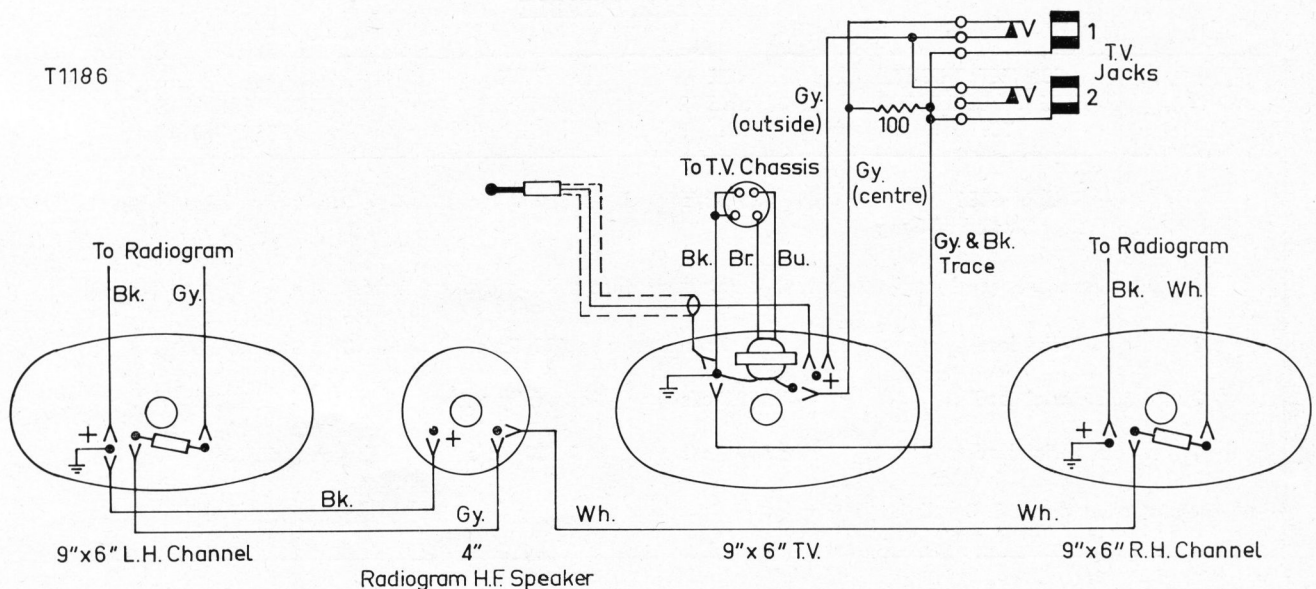 T1186
1
T.V.
Jacks
2
Gy.
(outside)
100
To T.V. Chassis
Gy.
(centre)
Bk. Br. Bu.
Gy. & Bk.
Trace
To Radiogram
Bk. Gy.
To Radiogram
Bk. Wh.
+
+
+
+
Bk.
Gy.
Wh.
Wh.
9"x 6" L.H. Channel
4"
Radiogram H.F. Speaker
9"x 6" T.V.
9"x 6" R.H. Channel